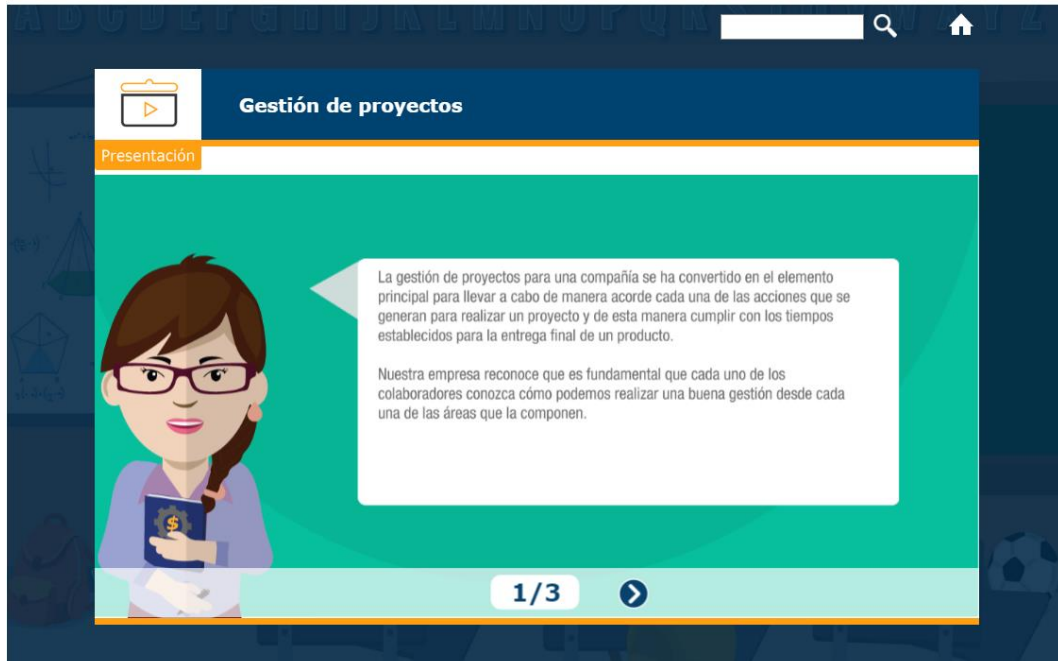 A B C D E F G H I J K L M N O P Q R W A Y Z
Gestión de proyectos
Presentación
La gestión de proyectos para una compañía se ha convertido en el elemento
principal para llevar a cabo de manera acorde cada una de las acciones que se
generan para realizar un proyecto y de esta manera cumplir con los tiempos
establecidos para la entrega final de un producto.
Nuestra empresa reconoce que es fundamental que cada uno de los
colaboradores conozca cómo podemos realizar una buena gestión desde cada
una de las áreas que la componen.
$
1/3